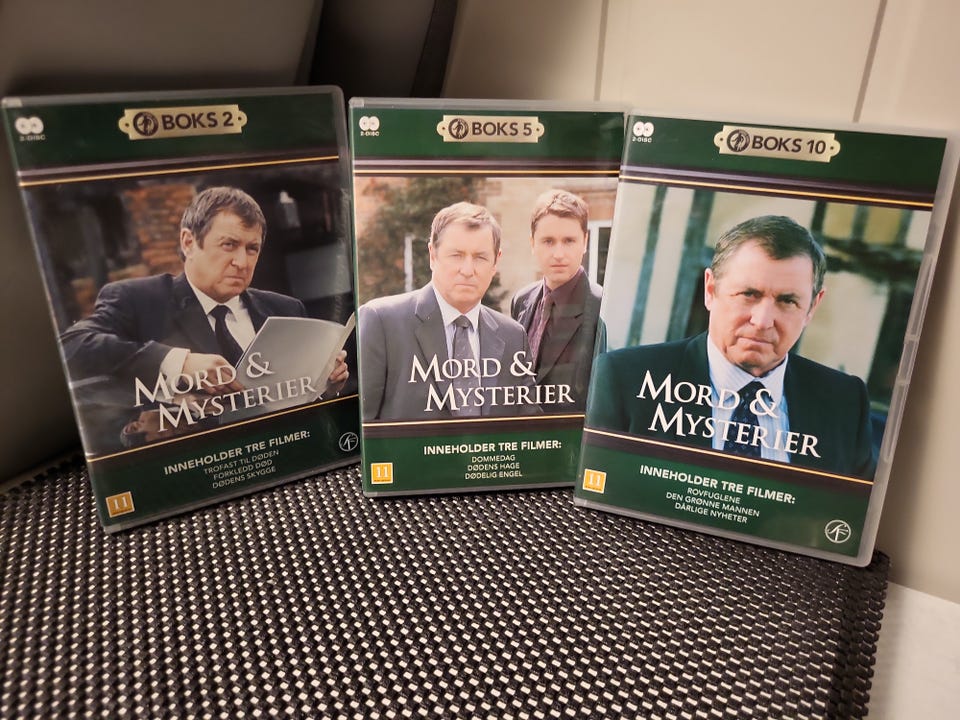 2-DISC
BOKS 2
MORD &
MYSTERIER
INNEHOLDER TRE FILMER:
TROFAST TIL DØDEN
FORKLEDD DØD
DØDENS SKYGGE
11
2-DISC
BOKS 5
MORD &
MYSTERIER
INNEHOLDER TRE FILMER:
DOMMEDAG
DØDENS HAGE
DØDELIG ENGEL
11
2-DISC
BOKS 10
MORD &
MYSTERIER
INNEHOLDER TRE FILMER:
ROVFUGLENE
DEN GRØNNE MANNEN
DÅRLIGE NYHETER
11